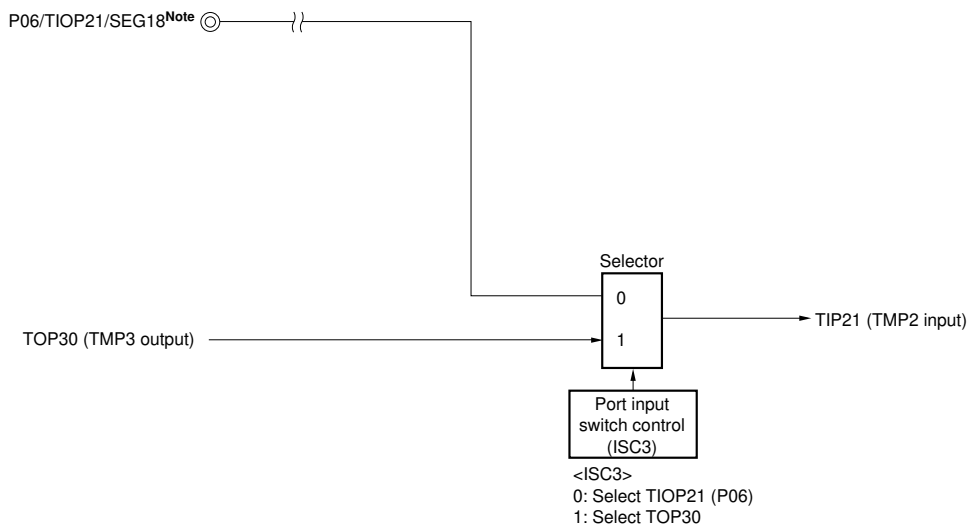 P06/TIOP21/SEG18Note
Selector
0
TIP21 (TMP2 input)
TOP30 (TMP3 output)
1
Port input
switch control
(ISC3)
<ISC3>
0: Select TIOP21 (P06)
1: Select TOP30